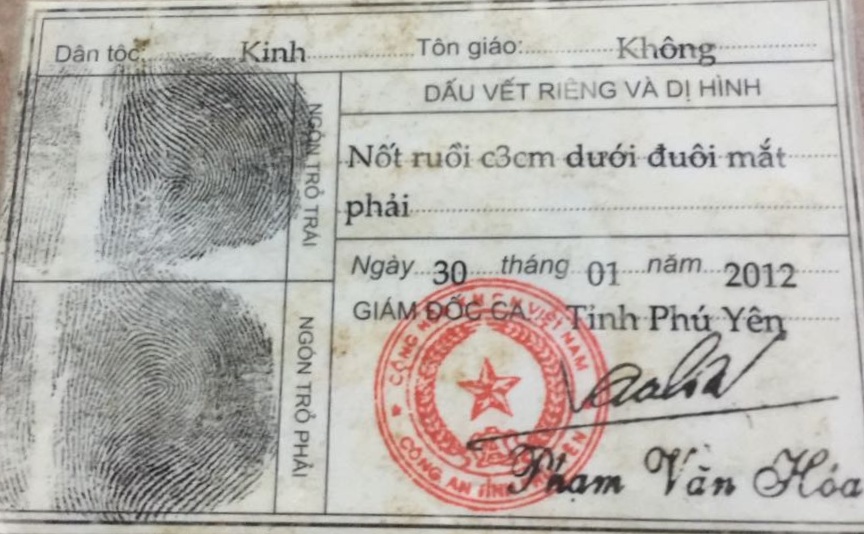 Dân tộc: Kinh Tôn giáo: Không
NGÓN TRỎ TRÁI
NGÓN TRỎ PHẢI
DẤU VẾT RIÊNG VÀ DỊ HÌNH
Nốt ruồi c3cm dưới đuôi mắt
phải
Ngày 30 tháng 01 năm 2012
GIÁM ĐỐC CA. Tỉnh Phú Yên
VIỆT NAM
CÔNG AN TỈNH
Phạm Văn Hóa